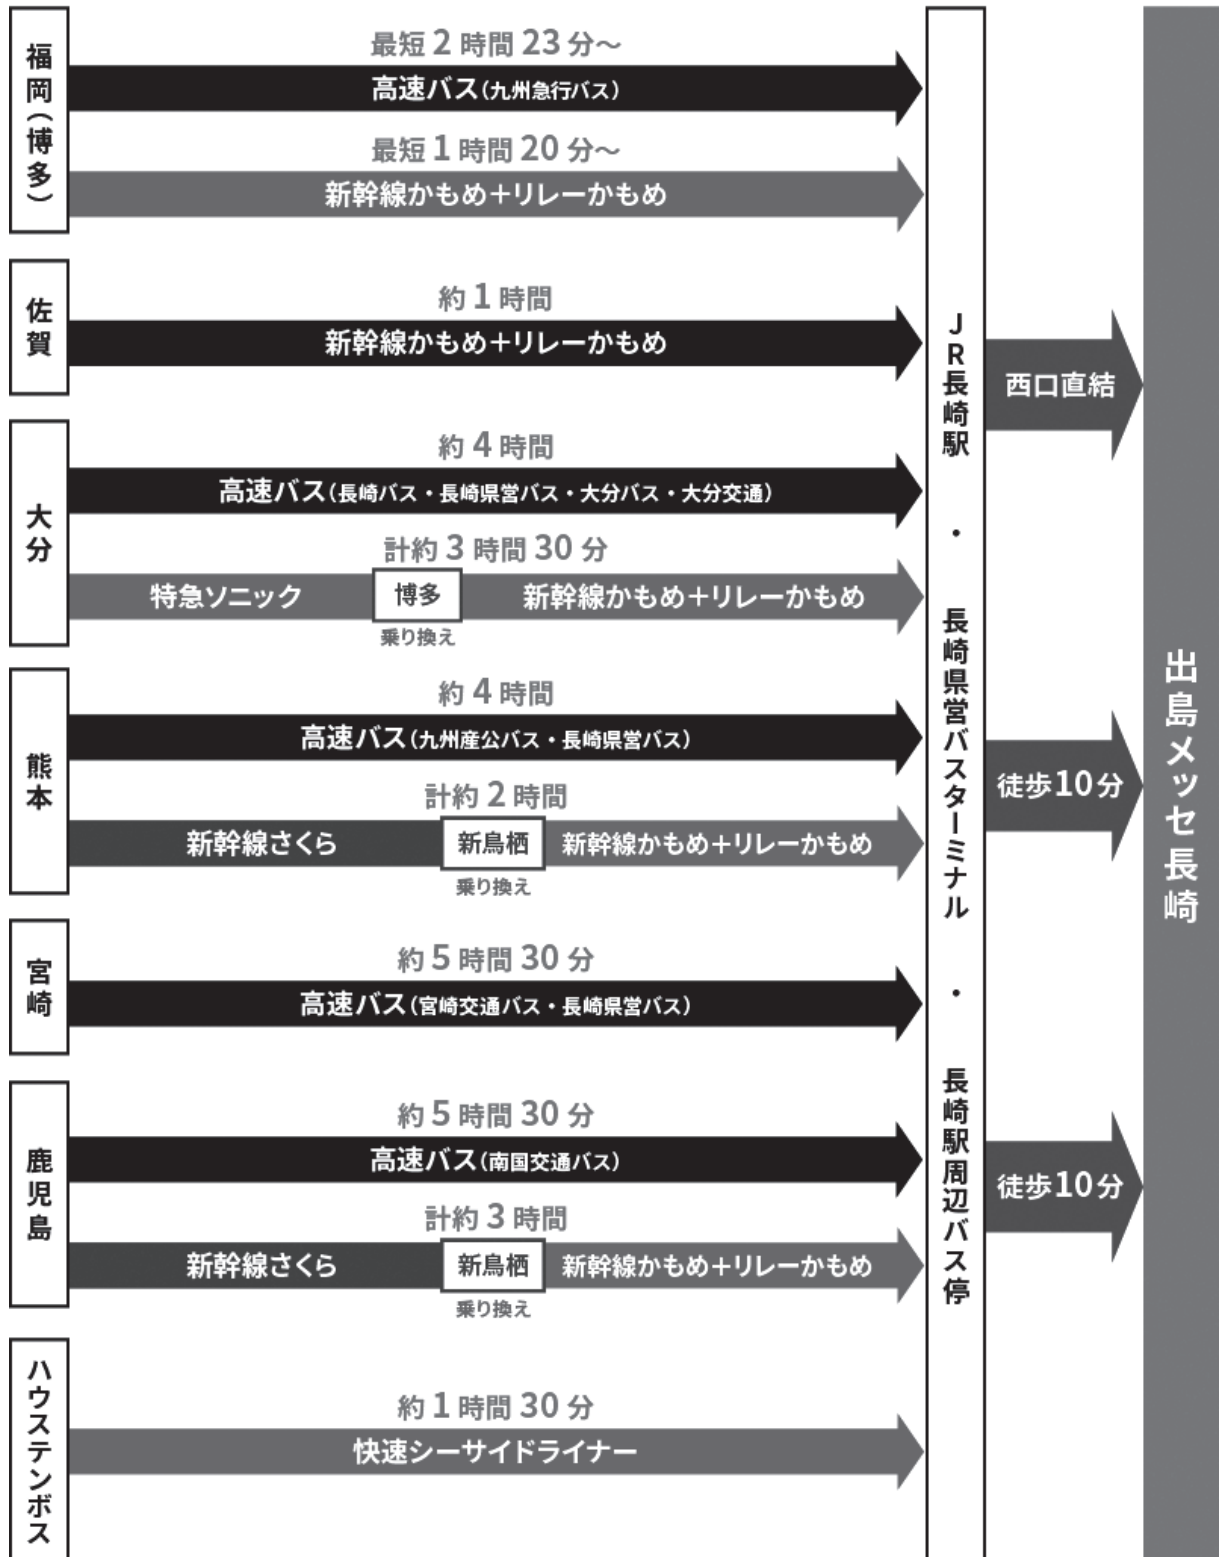 福岡（博多）
最短2時間23分～
高速バス（九州急行バス）
最短1時間20分～
新幹線かもめ＋リレーかもめ
佐賀
約1時間
新幹線かもめ＋リレーかもめ
大分
約4時間
高速バス（長崎バス・長崎県営バス・大分バス・大分交通）
計約3時間30分
特急ソニック
博多
乗り換え
新幹線かもめ＋リレーかもめ
熊本
約4時間
高速バス（九州産公バス・長崎県営バス）
計約2時間
新幹線さくら
新鳥栖
乗り換え
新幹線かもめ＋リレーかもめ
宮崎
約5時間30分
高速バス（宮崎交通バス・長崎県営バス）
鹿児島
約5時間30分
高速バス（南国交通バス）
計約3時間
新幹線さくら
新鳥栖
乗り換え
新幹線かもめ＋リレーかもめ
ハウステンボス
約1時間30分
快速シーサイドライナー
JR長崎駅・長崎県営バスターミナル・長崎駅周辺バス停
西口直結
徒歩10分
徒歩10分
出島メッセ長崎